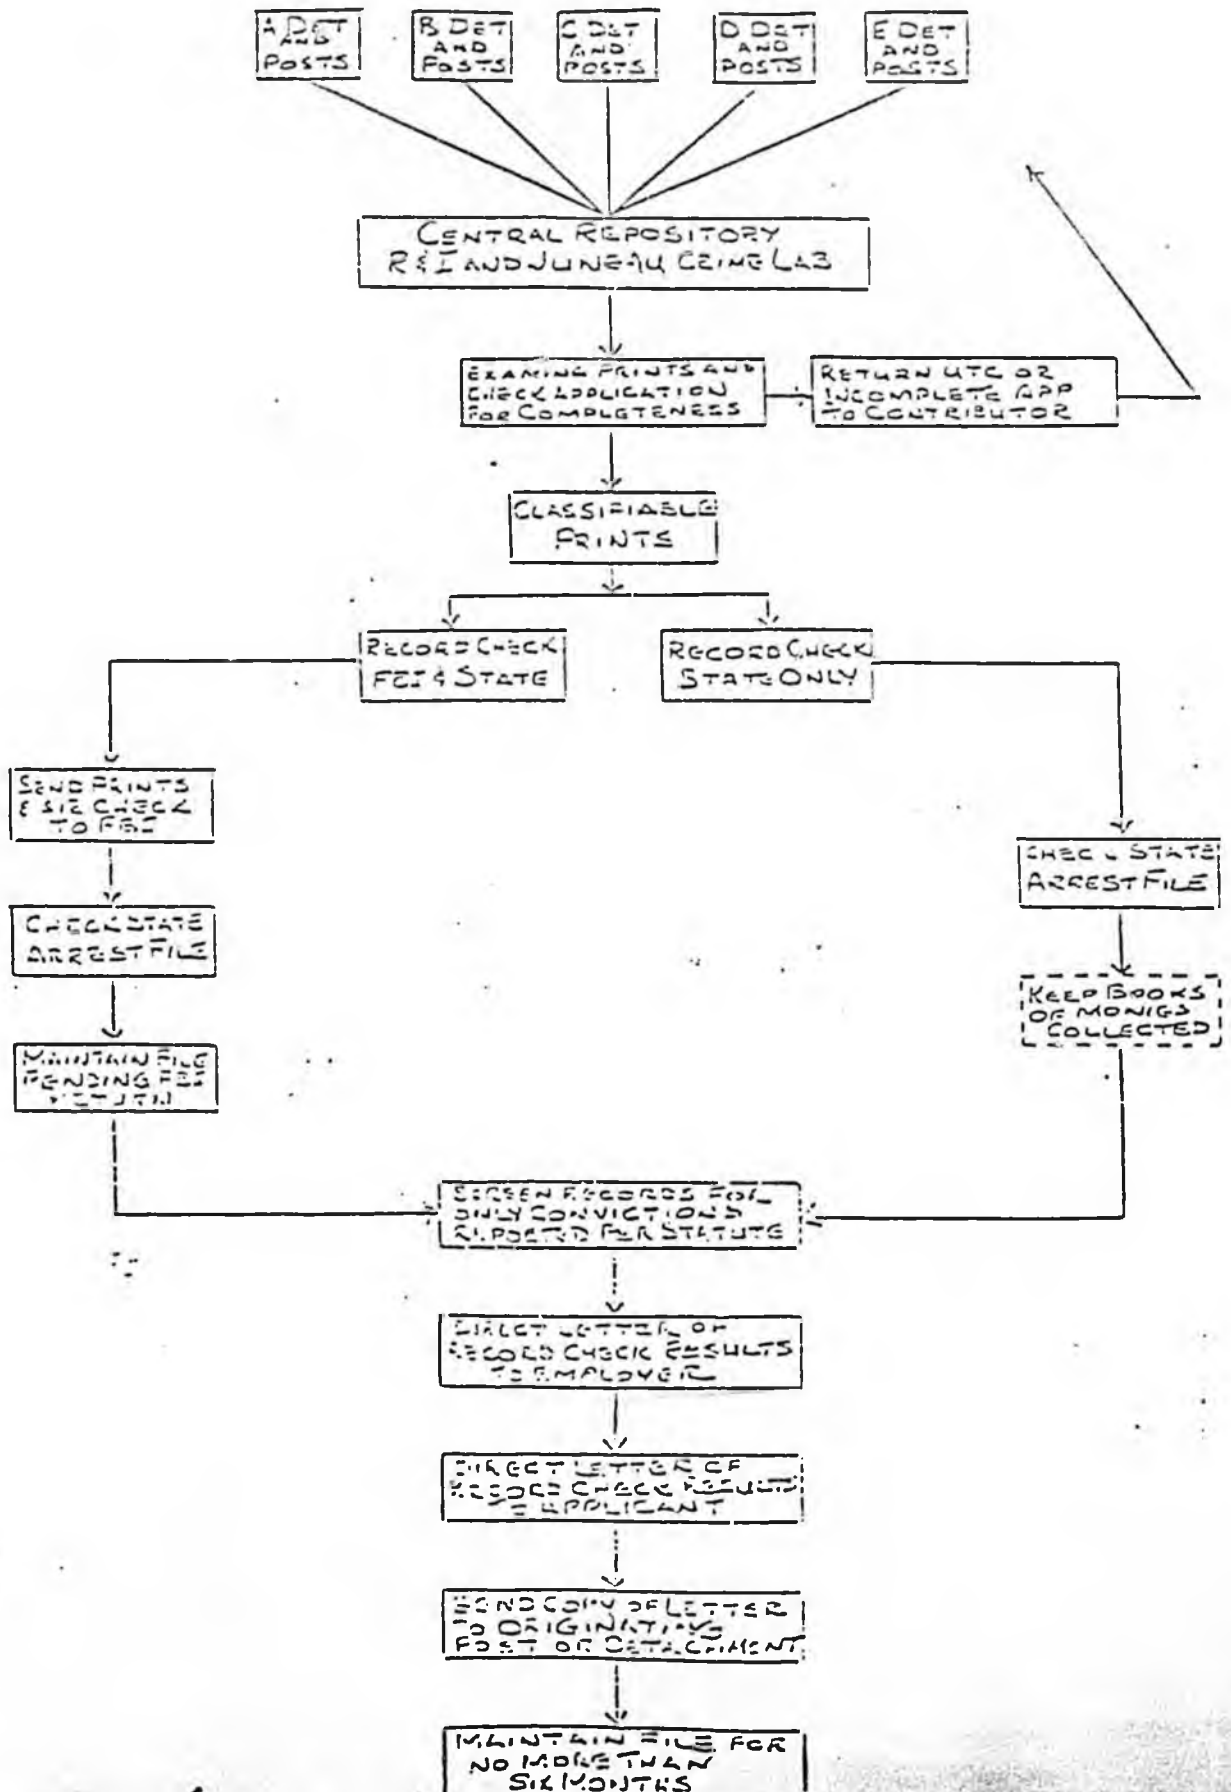 A DET
AND
POSTS
B DET
AND
POSTS
C DET
AND
POSTS
D DET
AND
POSTS
E DET
AND
POSTS
CENTRAL REPOSITORY
R&I AND JUNEAU CRIME LAB
EXAMINE PRINTS AND
CHECK APPLICATION
FOR COMPLETENESS
RETURN UTC OR
INCOMPLETE APP
TO CONTRIBUTOR
CLASSIFIABLE
PRINTS
RECORD CHECK
FBI & STATE
RECORD CHECK
STATE ONLY
SEND PRINTS
& CHECK
TO FBI
CHECK STATE
ARREST FILE
CHECK STATE
ARREST FILE
KEEP BOOKS
OF MONIES
COLLECTED
MAINTAIN FILE
PENDING FBI
RETURN
SCREEN RECORDS FOR
ONLY CONVICTIONS
REPORTED PER STATUTE
DIRECT LETTER OF
RECORD CHECK RESULTS
TO EMPLOYER
DIRECT LETTER OF
RECORD CHECK RESULTS
TO APPLICANT
SEND COPY OF LETTER
TO ORIGINATING
POST OR DETACHMENT
MAINTAIN FILE FOR
NO MORE THAN
SIX MONTHS